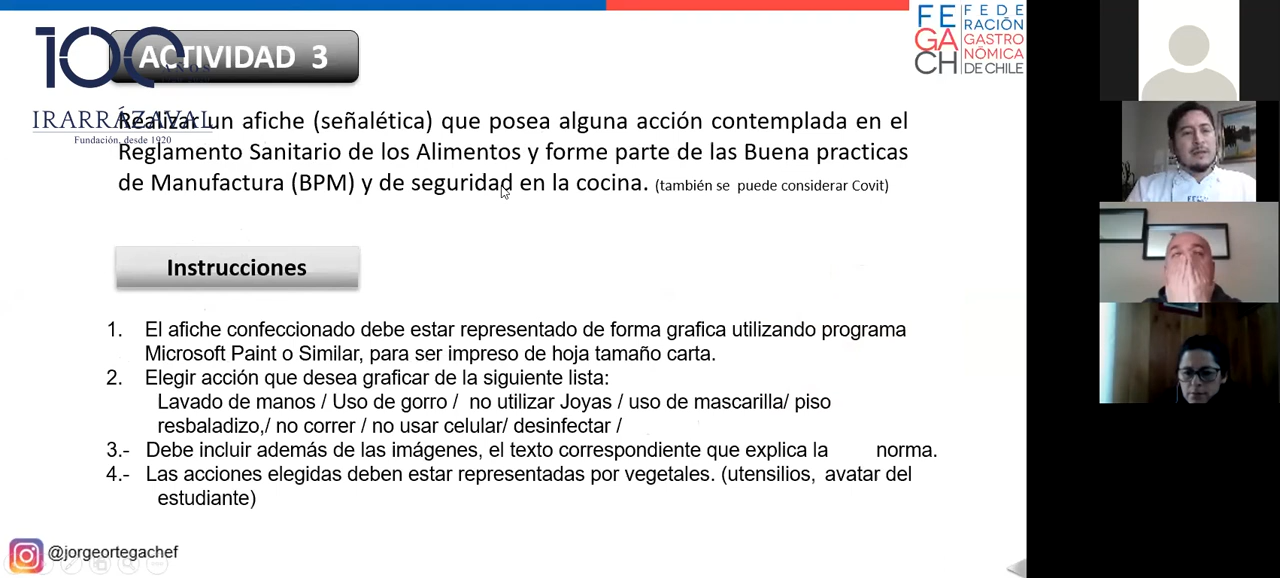 100
AÑOS
IRARRÁZAVAL
Fundación, desde 1920
ACTIVIDAD 3
FE
GA
CH
FEDE
RACIÓN
GASTRO
NÓMICA
DE CHILE
Realizar un afiche (señalética) que posea alguna acción contemplada en el
Reglamento Sanitario de los Alimentos y forme parte de las Buena practicas
de Manufactura (BPM) y de seguridad en la cocina. (también se puede considerar Covit)
Instrucciones
1. El afiche confeccionado debe estar representado de forma grafica utilizando programa
Microsoft Paint o Similar, para ser impreso de hoja tamaño carta.
2. Elegir acción que desea graficar de la siguiente lista:
Lavado de manos / Uso de gorro / no utilizar Joyas / uso de mascarilla/ piso
resbaladizo,/ no correr / no usar celular/ desinfectar /
3.- Debe incluir además de las imágenes, el texto correspondiente que explica la norma.
4.- Las acciones elegidas deben estar representadas por vegetales. (utensilios, avatar del
estudiante)
@jorgeortegachef